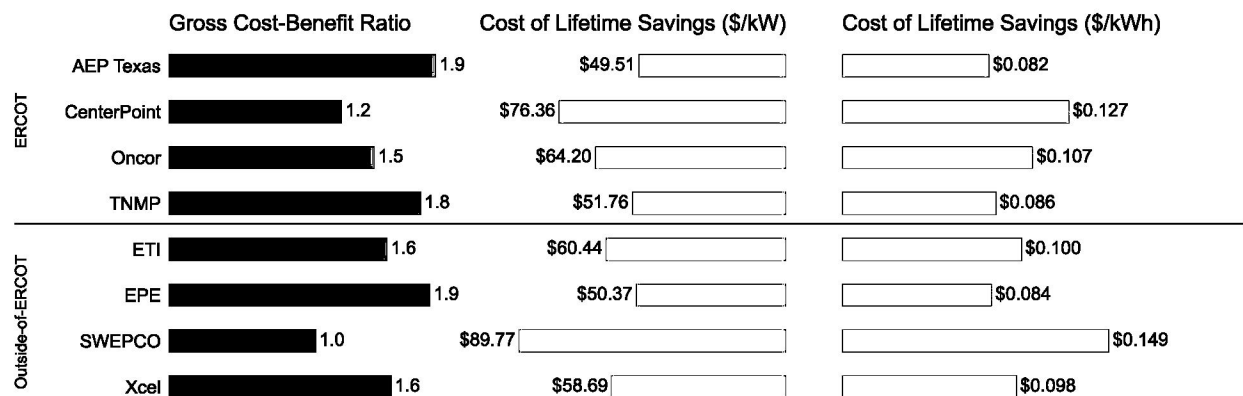 Gross Cost-Benefit Ratio Cost of Lifetime Savings ($/kW) Cost of Lifetime Savings ($/kWh)
ERCOT
AEP Texas 1.9 $49.51 $0.082
CenterPoint 1.2 $76.36 $0.127
Oncor 1.5 $64.20 $0.107
TNMP 1.8 $51.76 $0.086
Outside-of-ERCOT
ETI 1.6 $60.44 $0.100
EPE 1.9 $50.37 $0.084
SWEPCO 1.0 $89.77 $0.149
Xcel 1.6 $58.69 $0.098